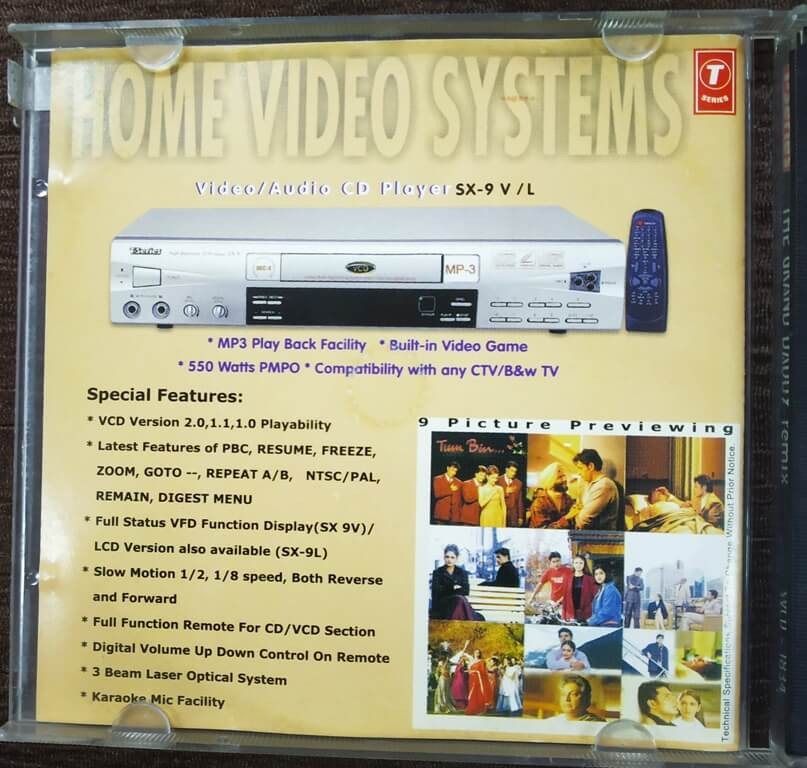 HOME VIDEO SYSTEMS
T
SERIES
Video/Audio CD Player SX-9 V /L
T-Series
VCD
MP-3
* MP3 Play Back Facility * Built-in Video Game
* 550 Watts PMPO * Compatibility with any CTV/B&w TV
Special Features:
* VCD Version 2.0,1.1,1.0 Playability
* Latest Features of PBC, RESUME, FREEZE,
ZOOM, GOTO --, REPEAT A/B, NTSC/PAL,
REMAIN, DIGEST MENU
* Full Status VFD Function Display(SX 9V)/
LCD Version also available (SX-9L)
* Slow Motion 1/2, 1/8 speed, Both Reverse
and Forward
* Full Function Remote For CD/VCD Section
* Digital Volume Up Down Control On Remote
* 3 Beam Laser Optical System
* Karaoke Mic Facility
9 Picture Previewing
Tum Bin...
Technical Specifications Change Without Prior Notice.
remix